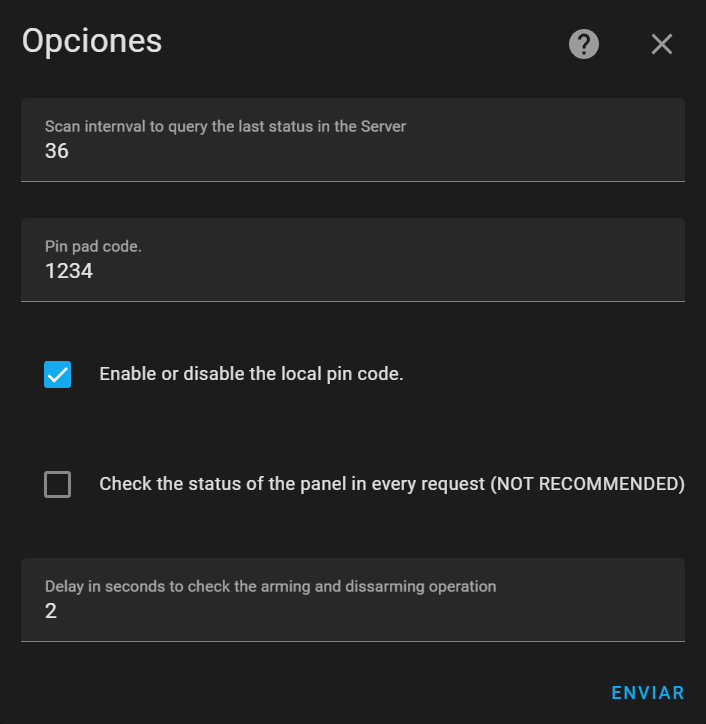 Opciones
Scan internval to query the last status in the Server
36
Pin pad code.
1234
Enable or disable the local pin code.
Check the status of the panel in every request (NOT RECOMMENDED)
Delay in seconds to check the arming and dissarming operation
2
ENVIAR